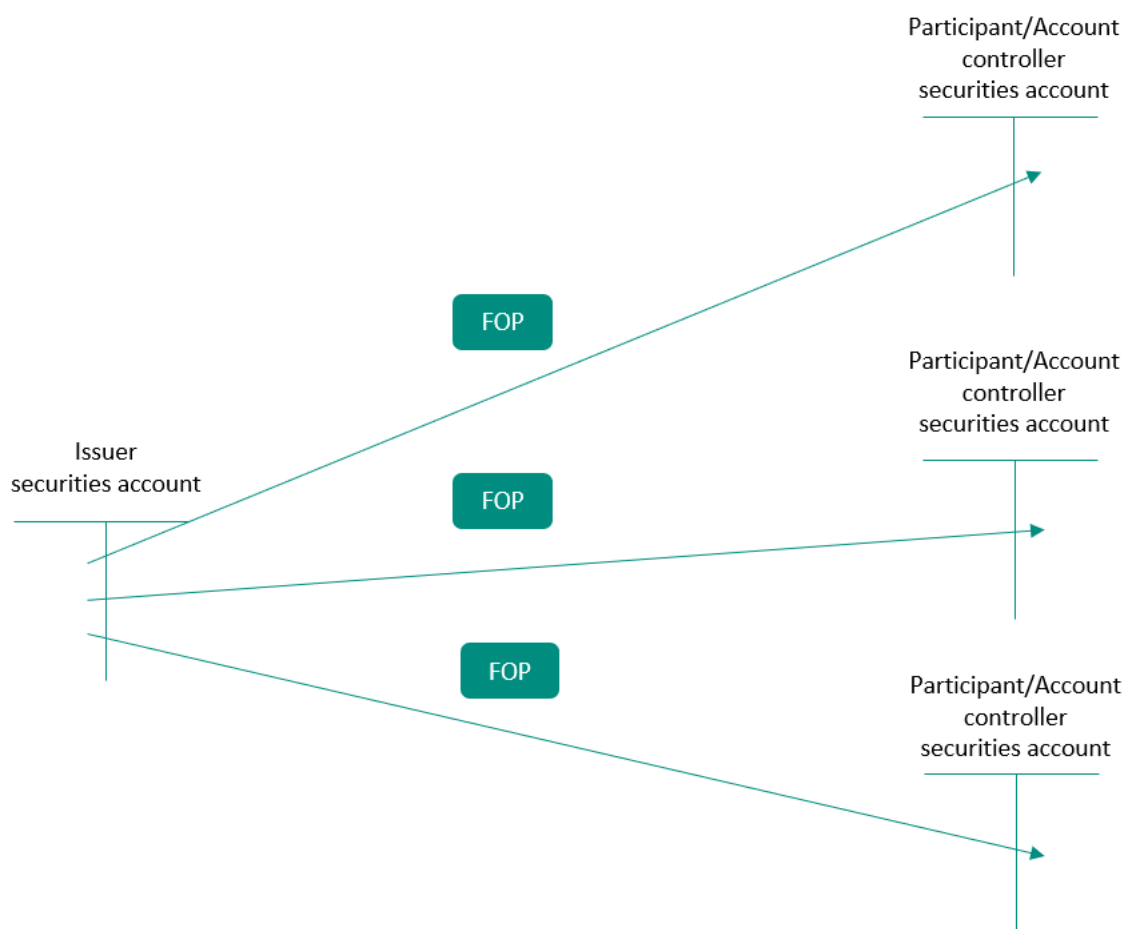 Participant/Account
controller
securities account
FOP
Participant/Account
controller
securities account
Issuer
securities account
FOP
FOP
Participant/Account
controller
securities account